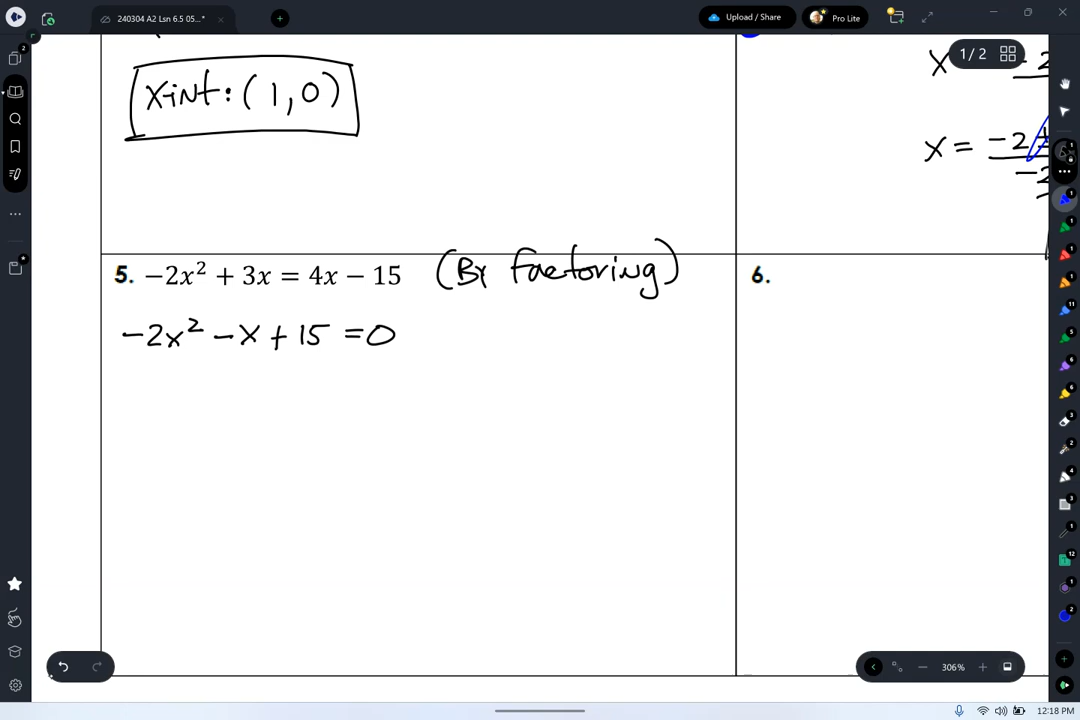 240304 A2 Lsn 6.5 05...*
Upload / Share
Pro Lite
1/2
Xint: (1,0)
x = -2
-2
5. −2x² + 3x = 4x − 15 (By factoring)
6.
-2x² - x + 15 = 0
306%
12:18 PM